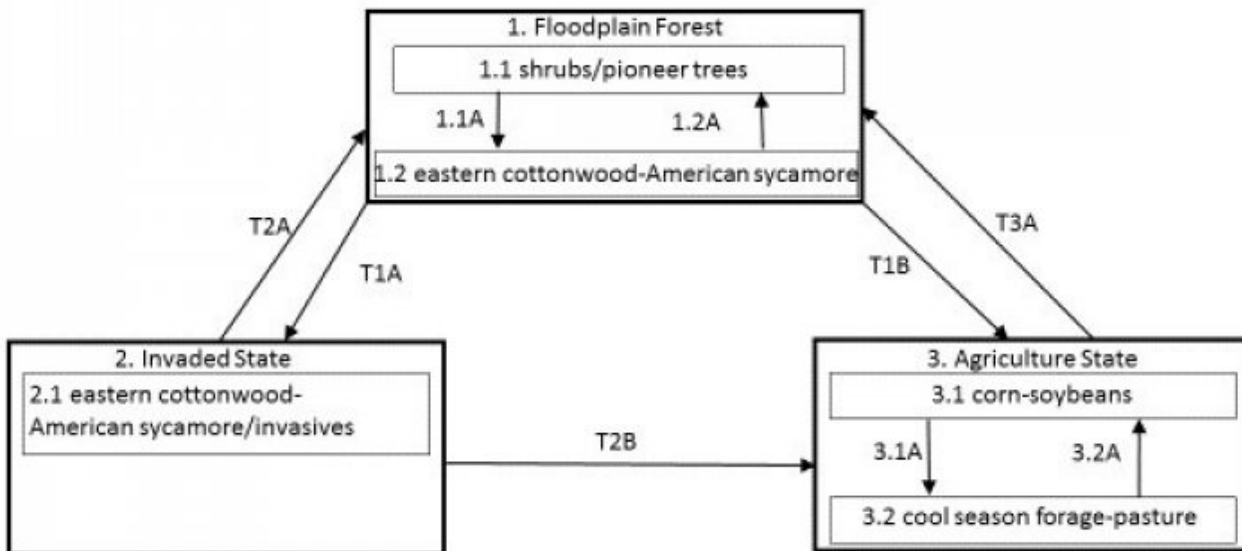 1. Floodplain Forest
1.1 shrubs/pioneer trees
1.1A
1.2A
1.2 eastern cottonwood-American sycamore
T2A
T1A
T1B
T3A
2. Invaded State
2.1 eastern cottonwood-
American sycamore/invasives
T2B
3. Agriculture State
3.1 corn-soybeans
3.1A
3.2A
3.2 cool season forage-pasture